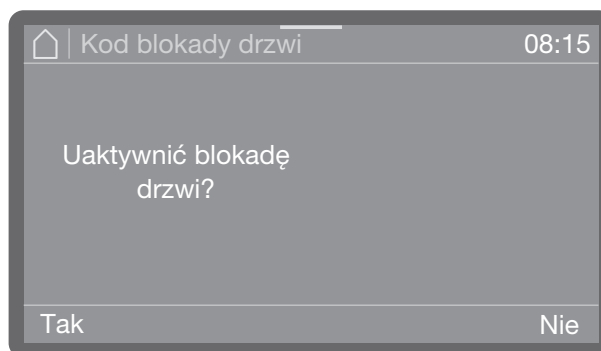 Kod blokady drzwi
08:15
Uaktywnić blokadę
drzwi?
Tak
Nie